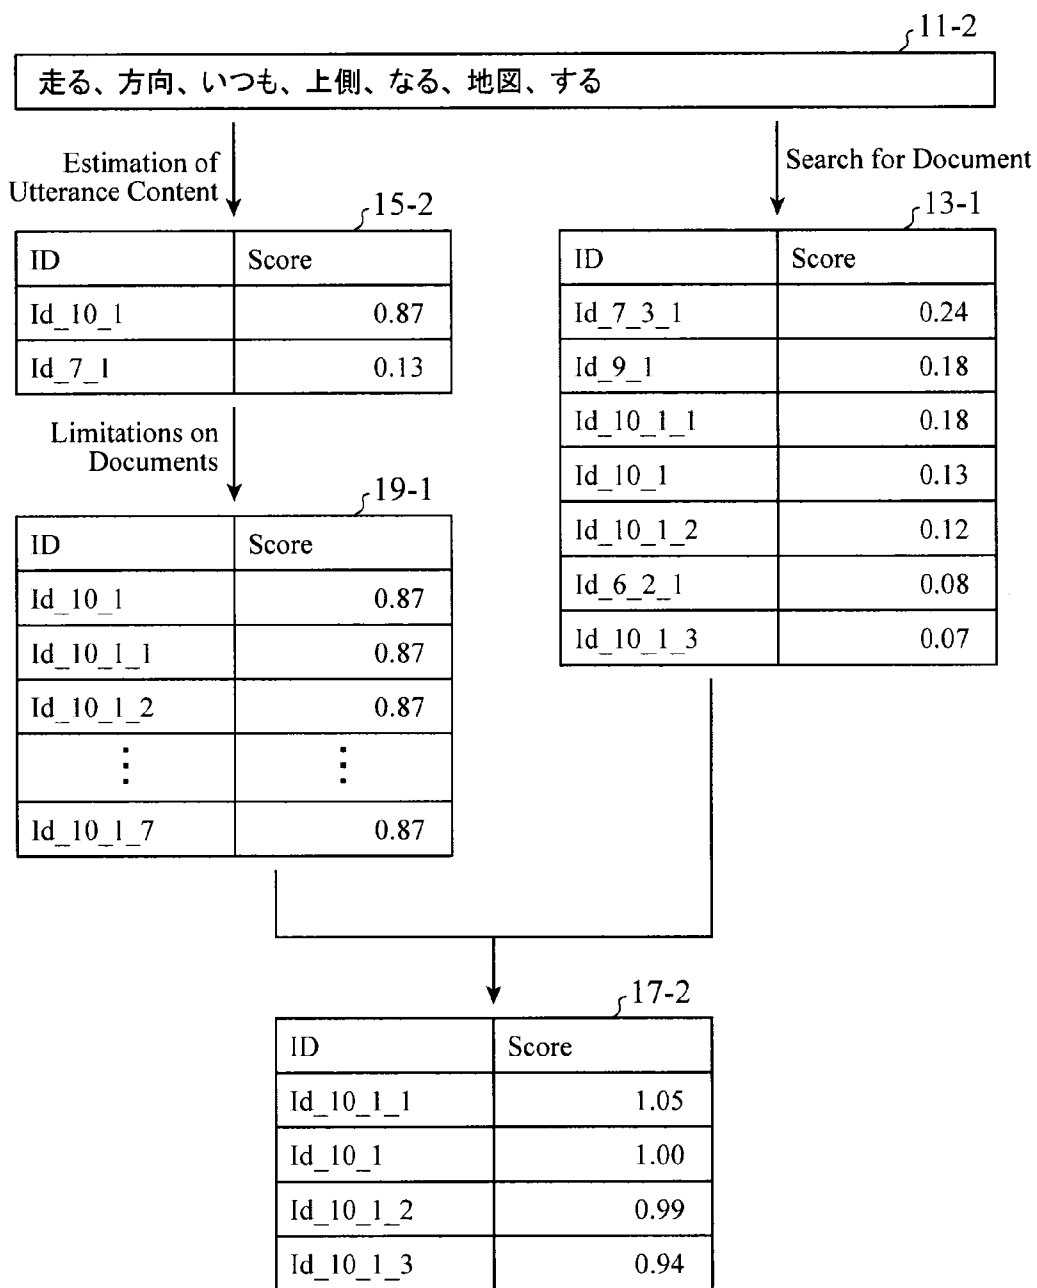 11-2
走る、方向、いつも、上側、なる、地図、する
Estimation of
Utterance Content
Search for Document
15-2
ID Score
Id_10_1 0.87
Id_7_1 0.13
Limitations on
Documents
19-1
ID Score
Id_10_1 0.87
Id_10_1_1 0.87
Id_10_1_2 0.87
⋮ ⋮
Id_10_1_7 0.87
13-1
ID Score
Id_7_3_1 0.24
Id_9_1 0.18
Id_10_1_1 0.18
Id_10_1 0.13
Id_10_1_2 0.12
Id_6_2_1 0.08
Id_10_1_3 0.07
17-2
ID Score
Id_10_1_1 1.05
Id_10_1 1.00
Id_10_1_2 0.99
Id_10_1_3 0.94